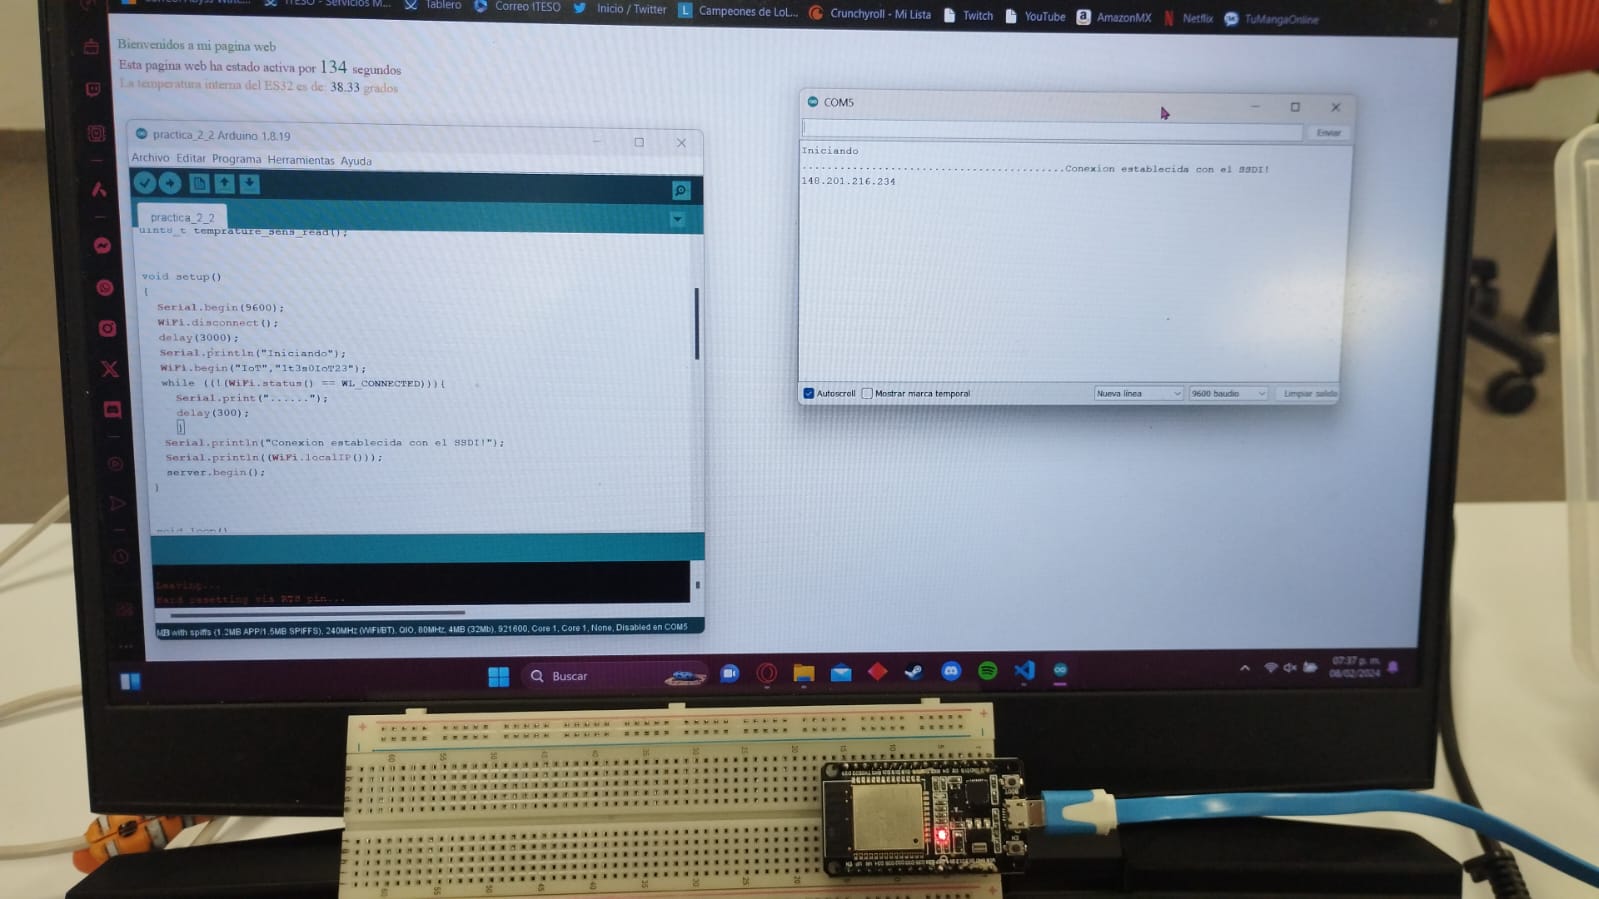 ITESO - Servicios M... Tablero Correo ITESO Inicio / Twitter Campeones de LoL... Crunchyroll - Mi Lista Twitch YouTube AmazonMX Netflix TuMangaOnline
Bienvenidos a mi pagina web
Esta pagina web ha estado activa por 134 segundos
La temperatura interna del ES32 es de: 38.33 grados
practica_2_2 Arduino 1.8.19
Archivo Editar Programa Herramientas Ayuda
practica_2_2
uint8_t temprature_sens_read();
void setup()
{
Serial.begin(9600);
WiFi.disconnect();
delay(3000);
Serial.println("Iniciando");
WiFi.begin("IoT","1t3s0IoT23");
while ((!(WiFi.status() == WL_CONNECTED))){
Serial.print("......");
delay(300);
}
Serial.println("Conexion establecida con el SSDI!");
Serial.println((WiFi.localIP()));
server.begin();
}
void loop()
Leaving...
Hard resetting via RTS pin...
MB with spiffs (1.2MB APP/1.5MB SPIFFS), 240MHz (WiFi/BT), QIO, 80MHz, 4MB (32Mb), 921600, Core 1, Core 1, None, Disabled en COM5
COM5
Enviar
Iniciando
..........................................Conexion establecida con el SSDI!
148.201.216.234
Autoscroll Mostrar marca temporal Nueva línea 9600 baudio Limpiar salida
Buscar
07:37 p. m.
08/02/2024